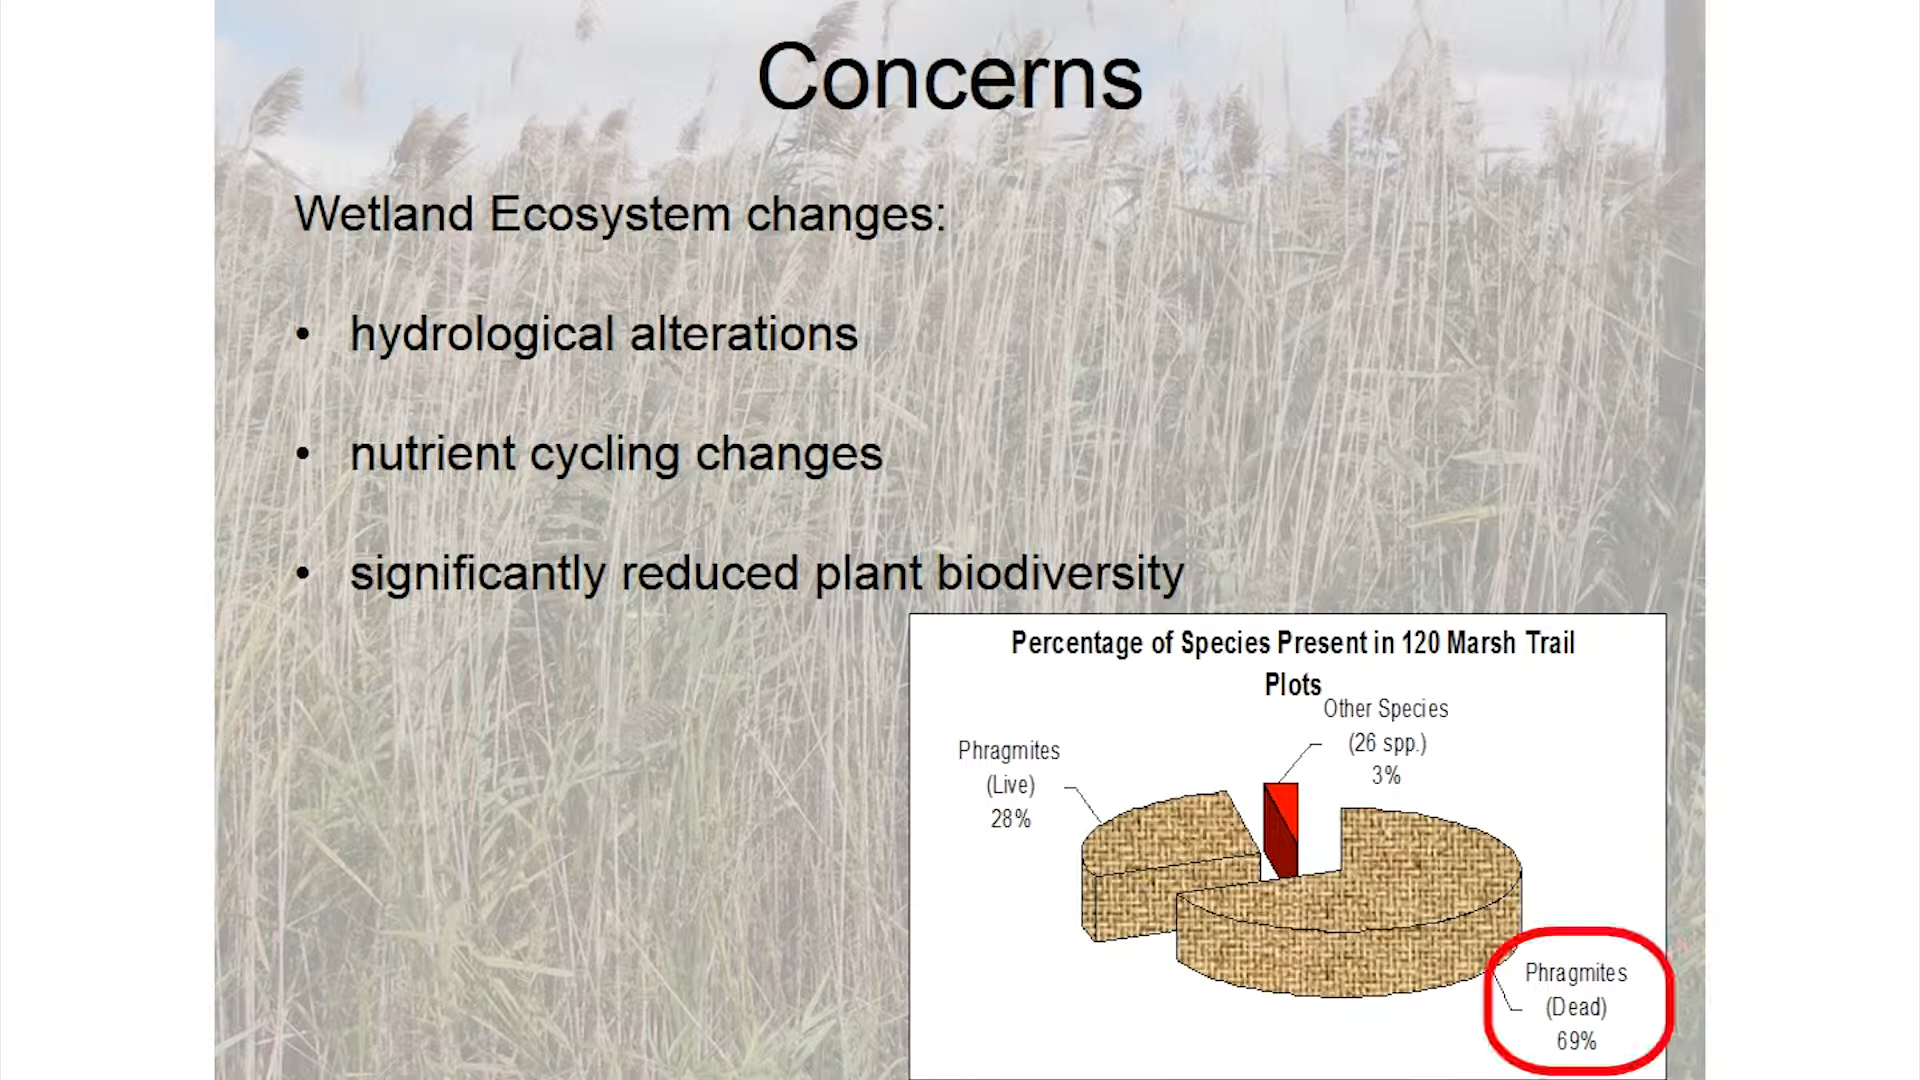 Concerns
Wetland Ecosystem changes:
• hydrological alterations
• nutrient cycling changes
• significantly reduced plant biodiversity
Percentage of Species Present in 120 Marsh Trail
Plots
Other Species
(26 spp.)
3%
Phragmites
(Live)
28%
Phragmites
(Dead)
69%